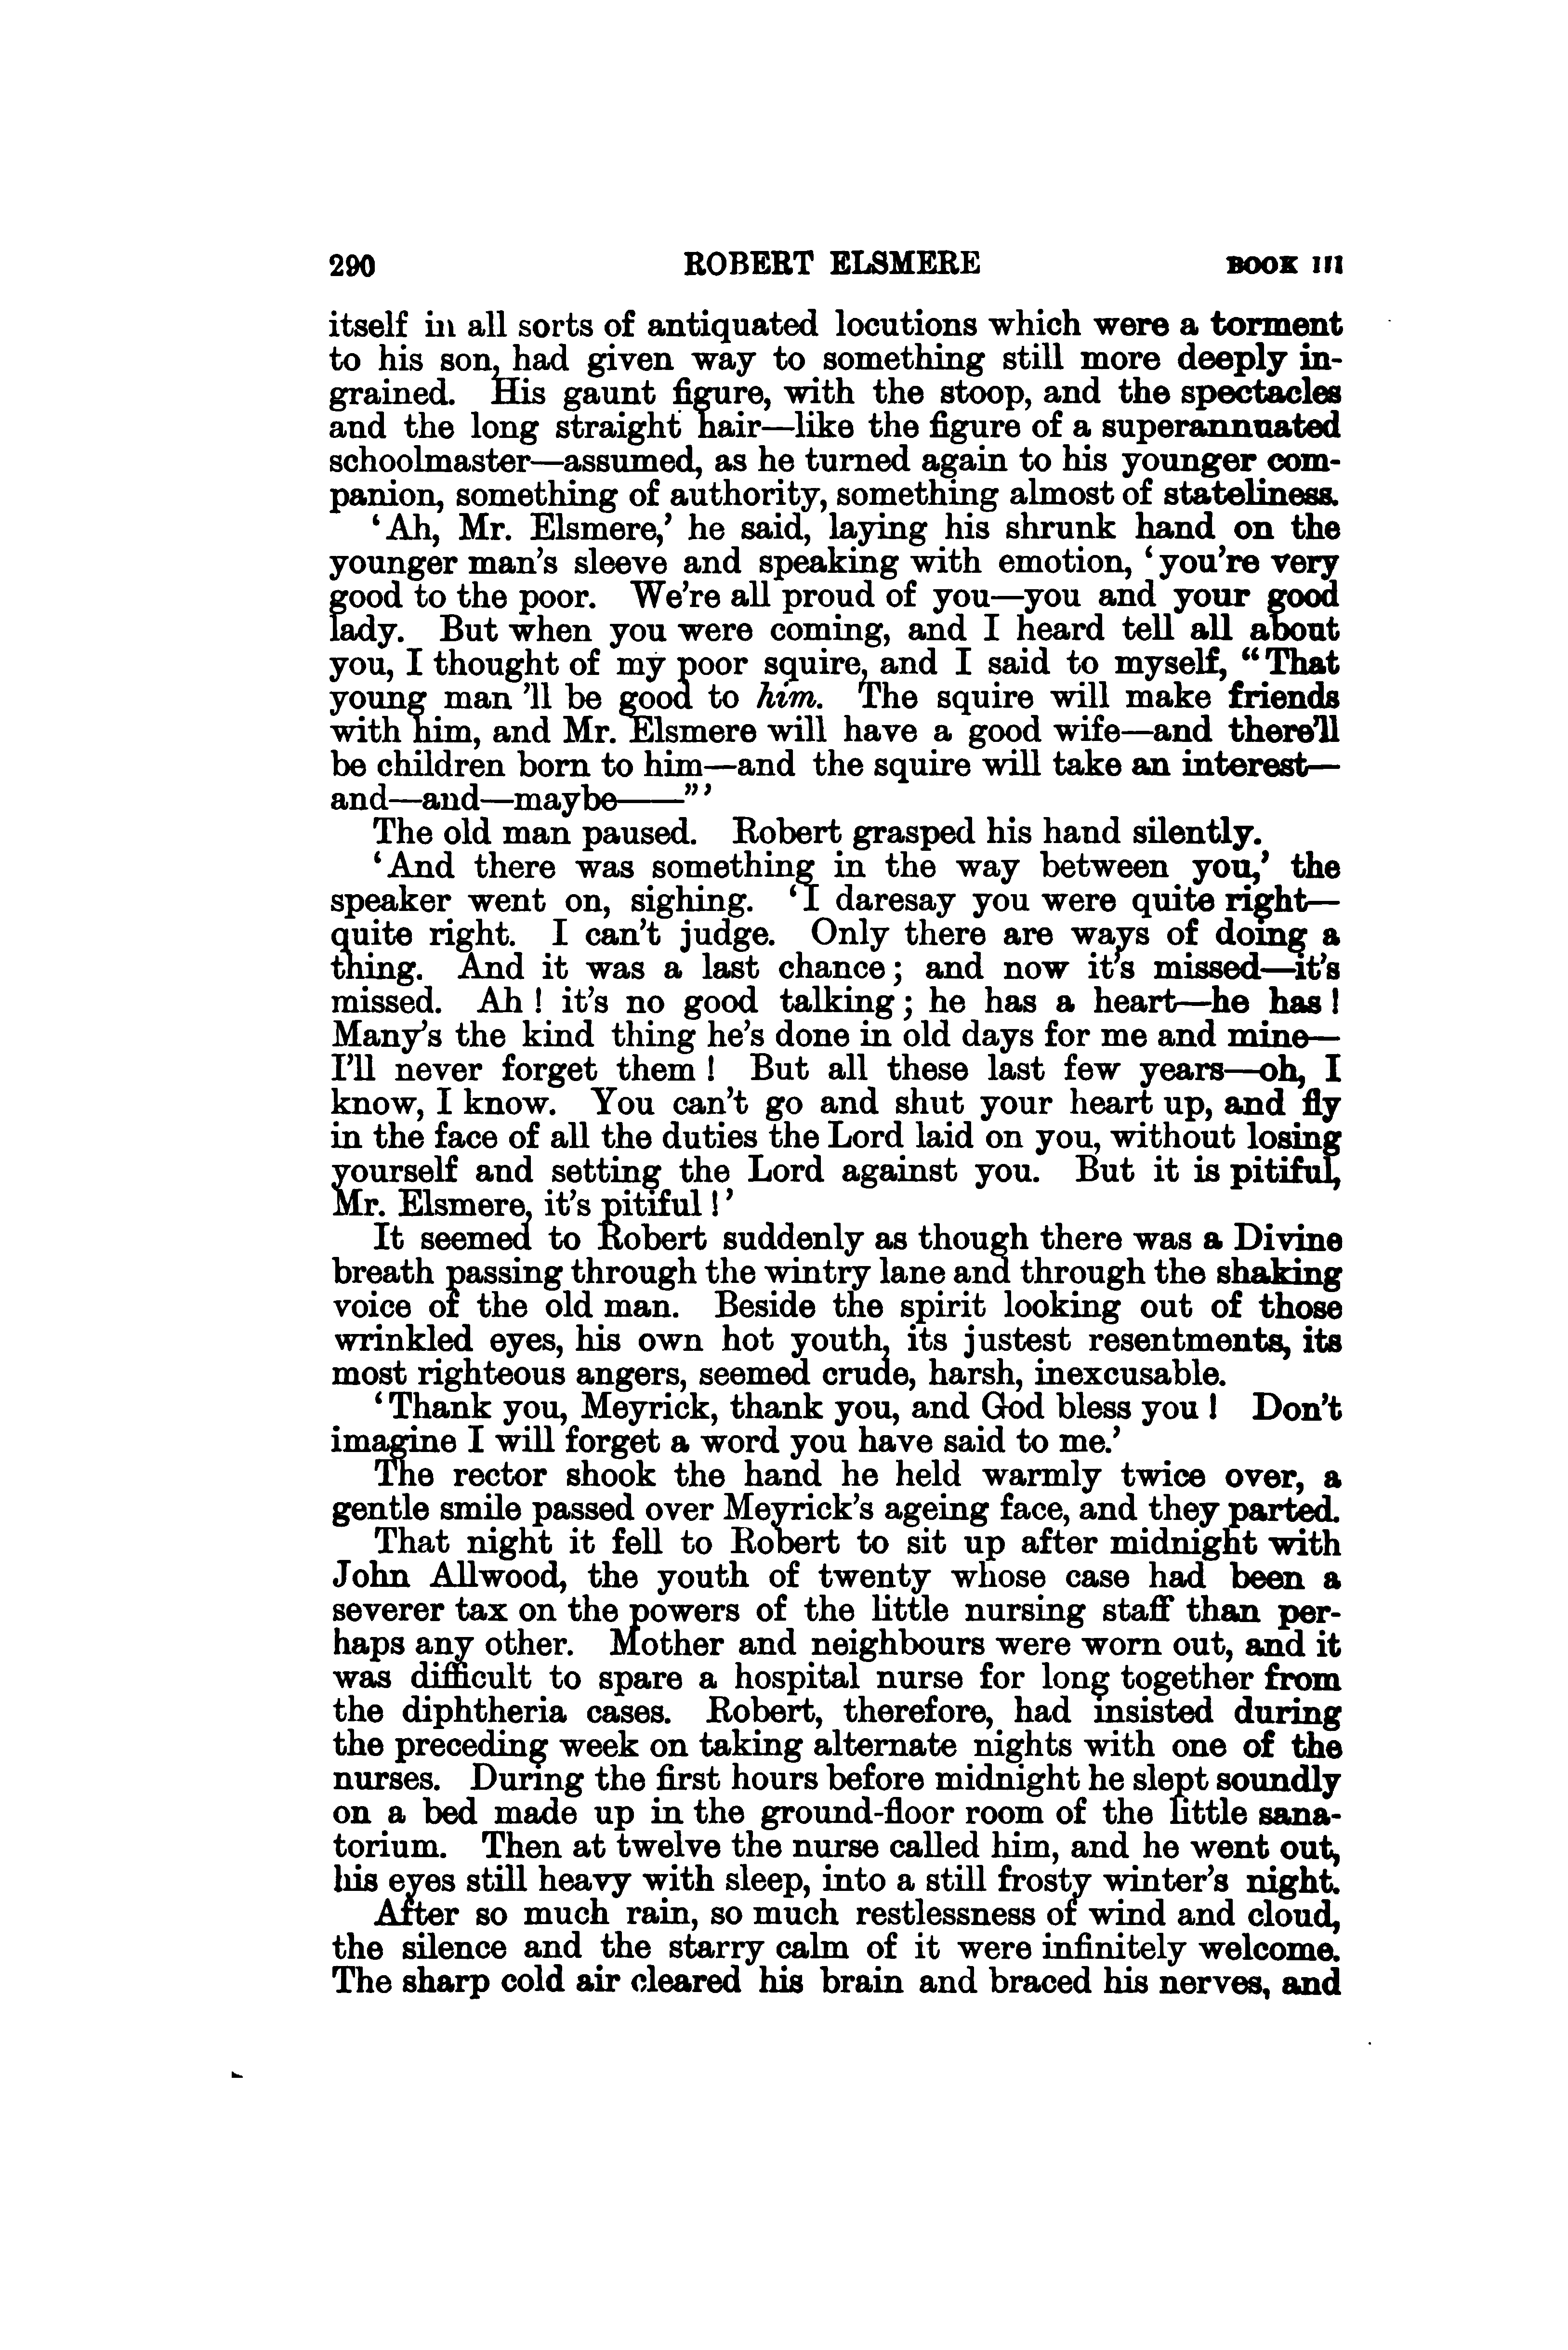 290 ROBERT ELSMERE BOOK III
itself in all sorts of antiquated locutions which were a torment
to his son, had given way to something still more deeply in-
grained. His gaunt figure, with the stoop, and the spectacles
and the long straight hair—like the figure of a superannuated
schoolmaster—assumed, as he turned again to his younger com-
panion, something of authority, something almost of stateliness.
‘Ah, Mr. Elsmere,’ he said, laying his shrunk hand on the
younger man’s sleeve and speaking with emotion, ‘you’re very
good to the poor. We’re all proud of you—you and your good
lady. But when you were coming, and I heard tell all about
you, I thought of my poor squire, and I said to myself, “That
young man ’ll be good to him. The squire will make friends
with him, and Mr. Elsmere will have a good wife—and there’ll
be children born to him—and the squire will take an interest—
and—and—maybe——”’
The old man paused. Robert grasped his hand silently.
‘And there was something in the way between you,’ the
speaker went on, sighing. ‘I daresay you were quite right—
quite right. I can’t judge. Only there are ways of doing a
thing. And it was a last chance; and now it’s missed—it’s
missed. Ah! it’s no good talking; he has a heart—he has!
Many’s the kind thing he’s done in old days for me and mine—
I’ll never forget them! But all these last few years—oh, I
know, I know. You can’t go and shut your heart up, and fly
in the face of all the duties the Lord laid on you, without losing
yourself and setting the Lord against you. But it is pitiful,
Mr. Elsmere, it’s pitiful!’
It seemed to Robert suddenly as though there was a Divine
breath passing through the wintry lane and through the shaking
voice of the old man. Beside the spirit looking out of those
wrinkled eyes, his own hot youth, its justest resentments, its
most righteous angers, seemed crude, harsh, inexcusable.
‘Thank you, Meyrick, thank you, and God bless you! Don’t
imagine I will forget a word you have said to me.’
The rector shook the hand he held warmly twice over, a
gentle smile passed over Meyrick’s ageing face, and they parted.
That night it fell to Robert to sit up after midnight with
John Allwood, the youth of twenty whose case had been a
severer tax on the powers of the little nursing staff than per-
haps any other. Mother and neighbours were worn out, and it
was difficult to spare a hospital nurse for long together from
the diphtheria cases. Robert, therefore, had insisted during
the preceding week on taking alternate nights with one of the
nurses. During the first hours before midnight he slept soundly
on a bed made up in the ground-floor room of the little sana-
torium. Then at twelve the nurse called him, and he went out,
his eyes still heavy with sleep, into a still frosty winter’s night.
After so much rain, so much restlessness of wind and cloud,
the silence and the starry calm of it were infinitely welcome.
The sharp cold air cleared his brain and braced his nerves, and